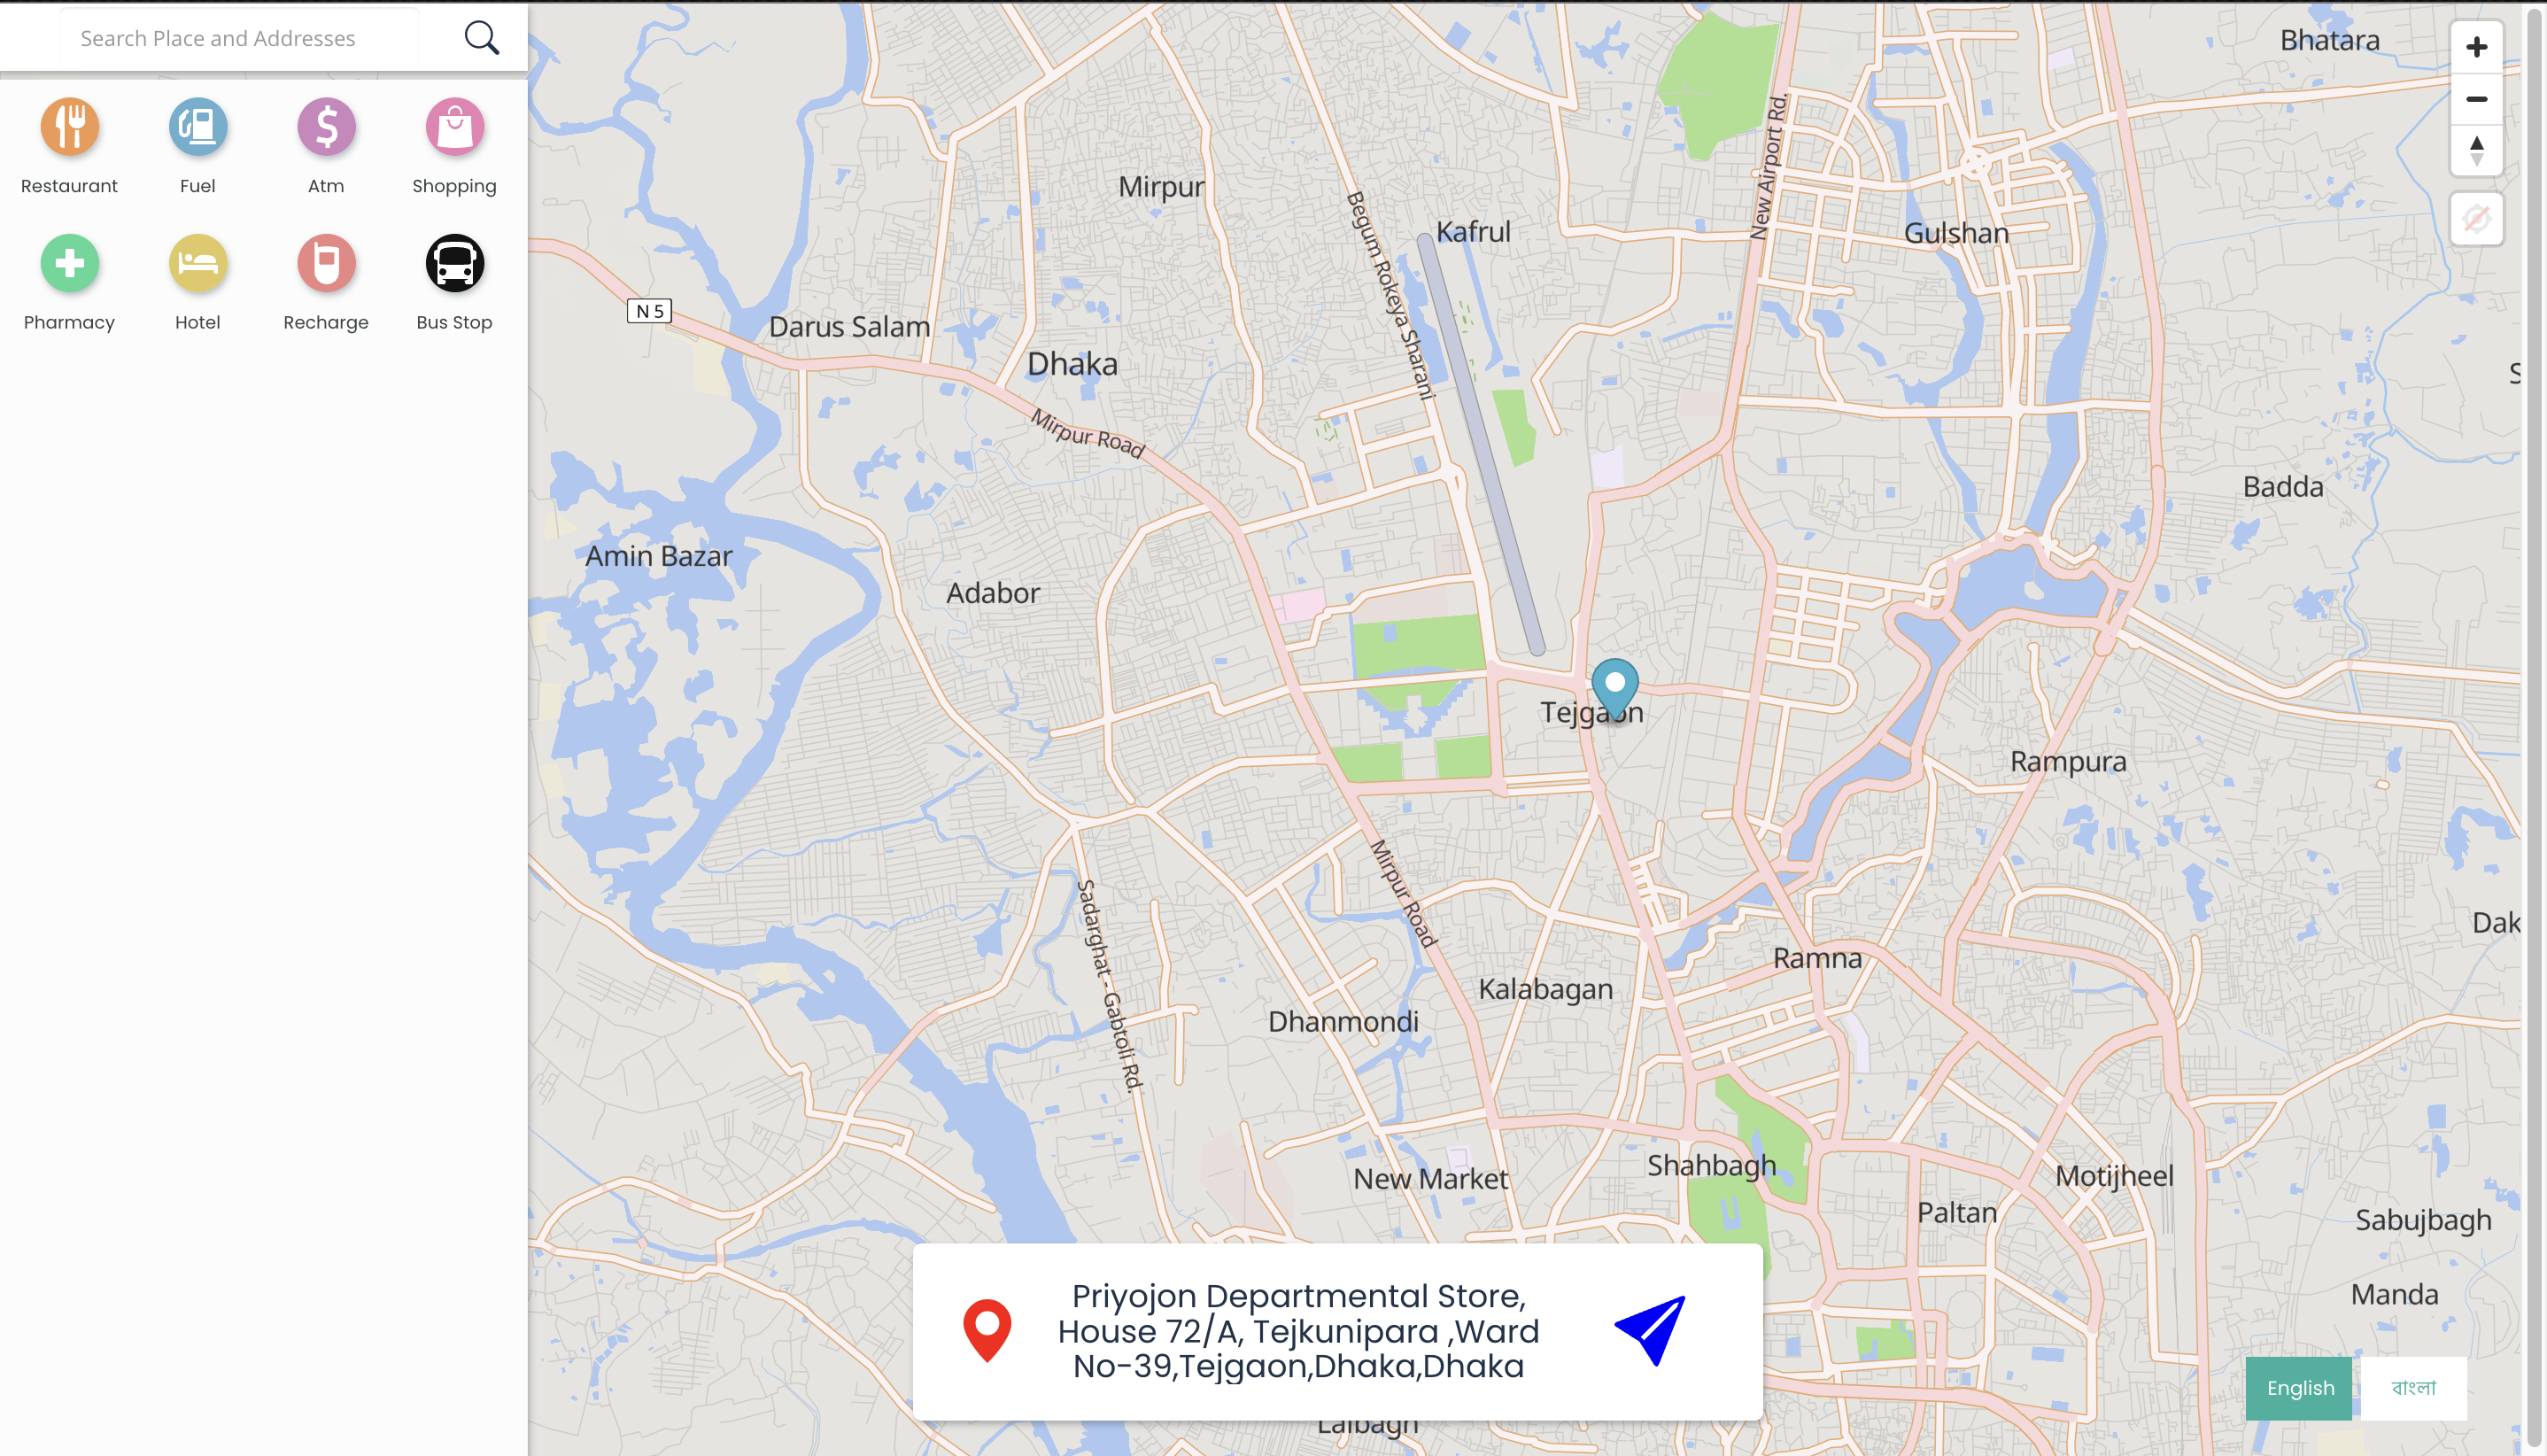 Search Place and Addresses
Restaurant
Fuel
Atm
Shopping
Pharmacy
Hotel
Recharge
Bus Stop
Bhatara
Mirpur
Begum Rokeya Sharani
Kafrul
New Airport Rd.
Gulshan
N 5
Darus Salam
Dhaka
Mirpur Road
Badda
Amin Bazar
Adabor
Tejgaon
Rampura
Mirpur Road
Sadarghat - Gabtoli Rd.
Dak
Ramna
Kalabagan
Dhanmondi
Shahbagh
New Market
Motijheel
Paltan
Sabujbagh
Manda
Priyojon Departmental Store,
House 72/A, Tejkunipara ,Ward
No-39,Tejgaon,Dhaka,Dhaka
Lalbagh
English
বাংলা